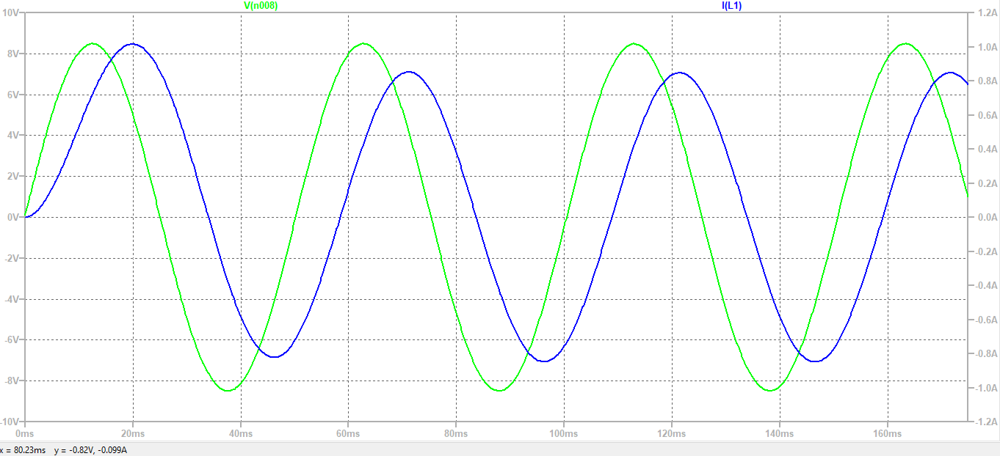 V(n008) I(L1)
10V 1.2A
8V 1.0A
6V 0.8A
0.6A
4V 0.4A
2V 0.2A
0V 0.0A
-2V -0.2A
-4V -0.4A
-0.6A
-6V -0.8A
-8V -1.0A
-10V -1.2A
0ms 20ms 40ms 60ms 80ms 100ms 120ms 140ms 160ms
x = 80.23ms y = -0.82V, -0.099A